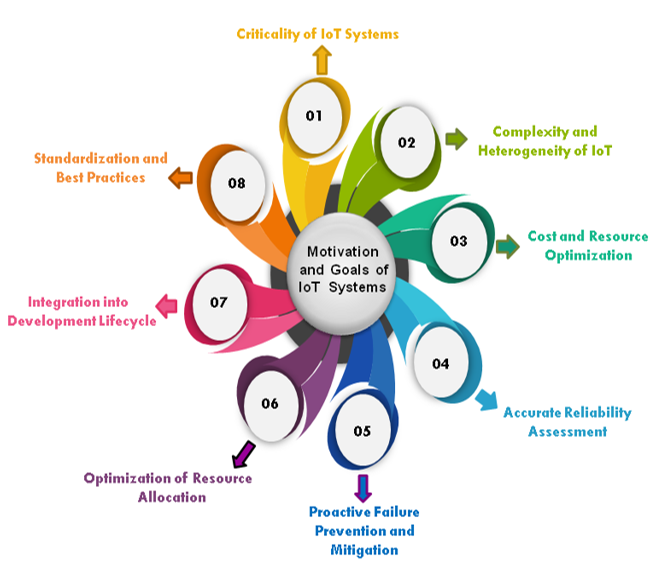 Criticality of IoT Systems
01
02
Complexity and
Heterogeneity of IoT
03
Cost and Resource
Optimization
04
Accurate Reliability
Assessment
05
Proactive Failure
Prevention and
Mitigation
06
Optimization of Resource
Allocation
07
Integration into
Development Lifecycle
08
Standardization and
Best Practices
Motivation
and Goals of
IoT Systems